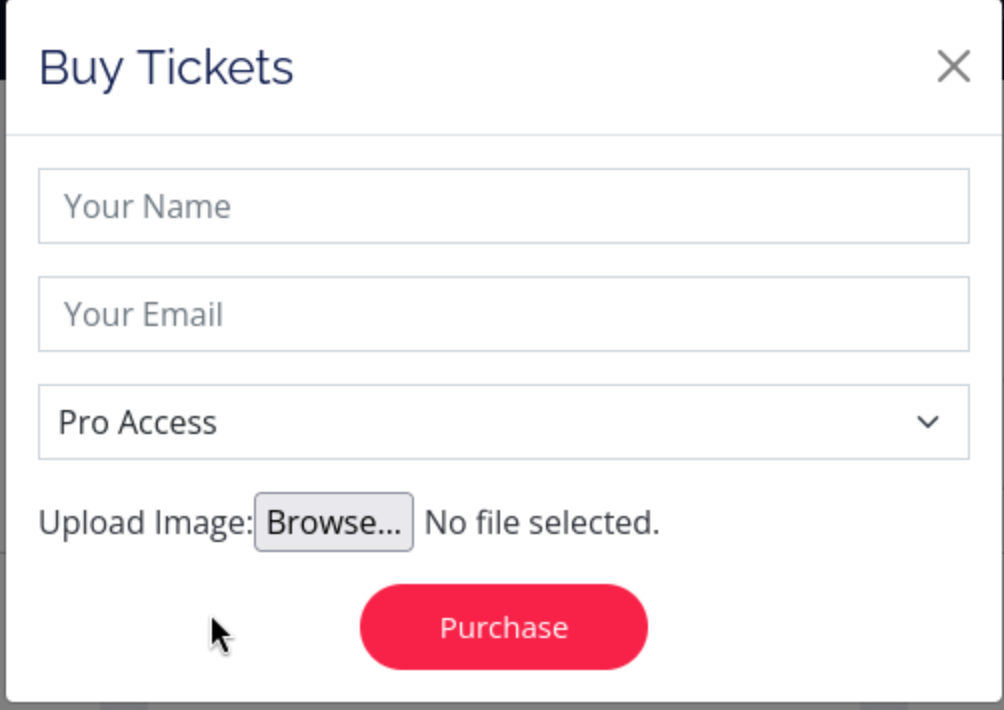 Buy Tickets
Your Name
Your Email
Pro Access
Upload Image: Browse... No file selected.
Purchase